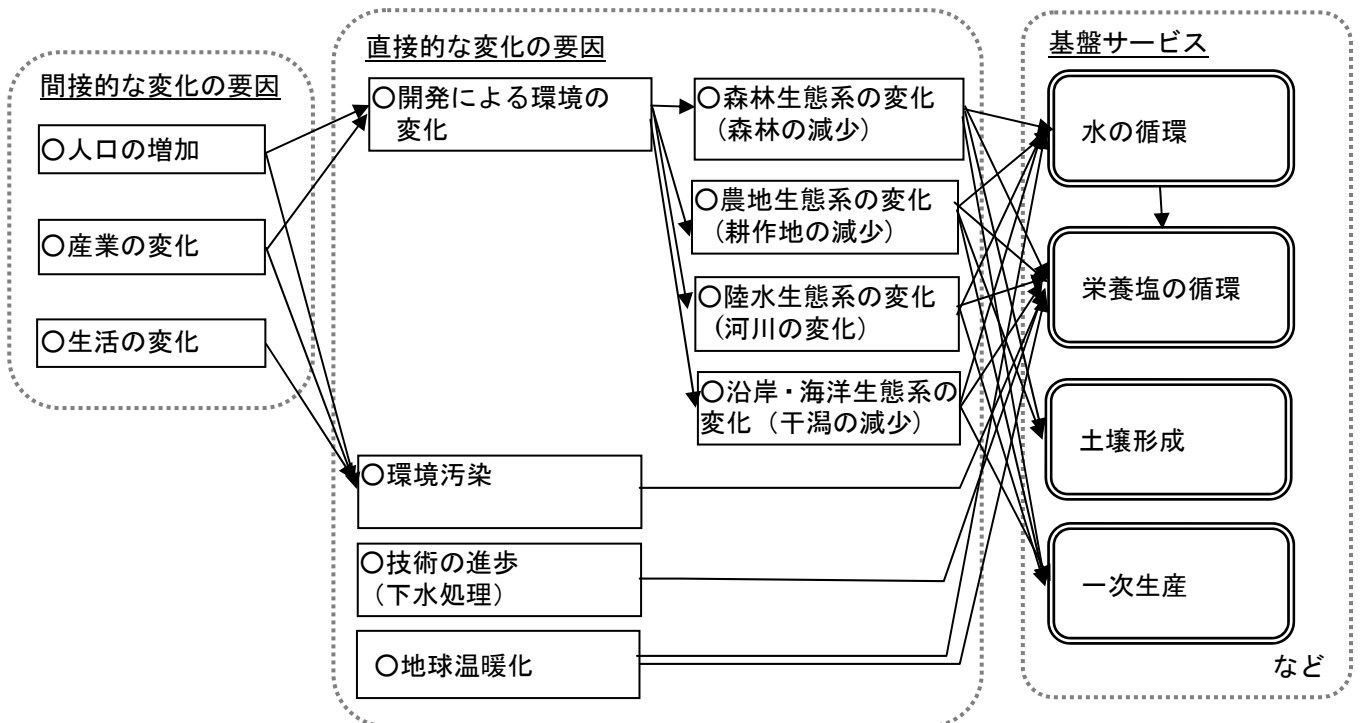 間接的な変化の要因
○人口の増加
○産業の変化
○生活の変化
直接的な変化の要因
○開発による環境の
変化
○森林生態系の変化
(森林の減少)
○農地生態系の変化
(耕作地の減少)
○陸水生態系の変化
(河川の変化)
○沿岸・海洋生態系の
変化(干潟の減少)
○環境汚染
○技術の進歩
(下水処理)
○地球温暖化
基盤サービス
水の循環
栄養塩の循環
土壌形成
一次生産
など